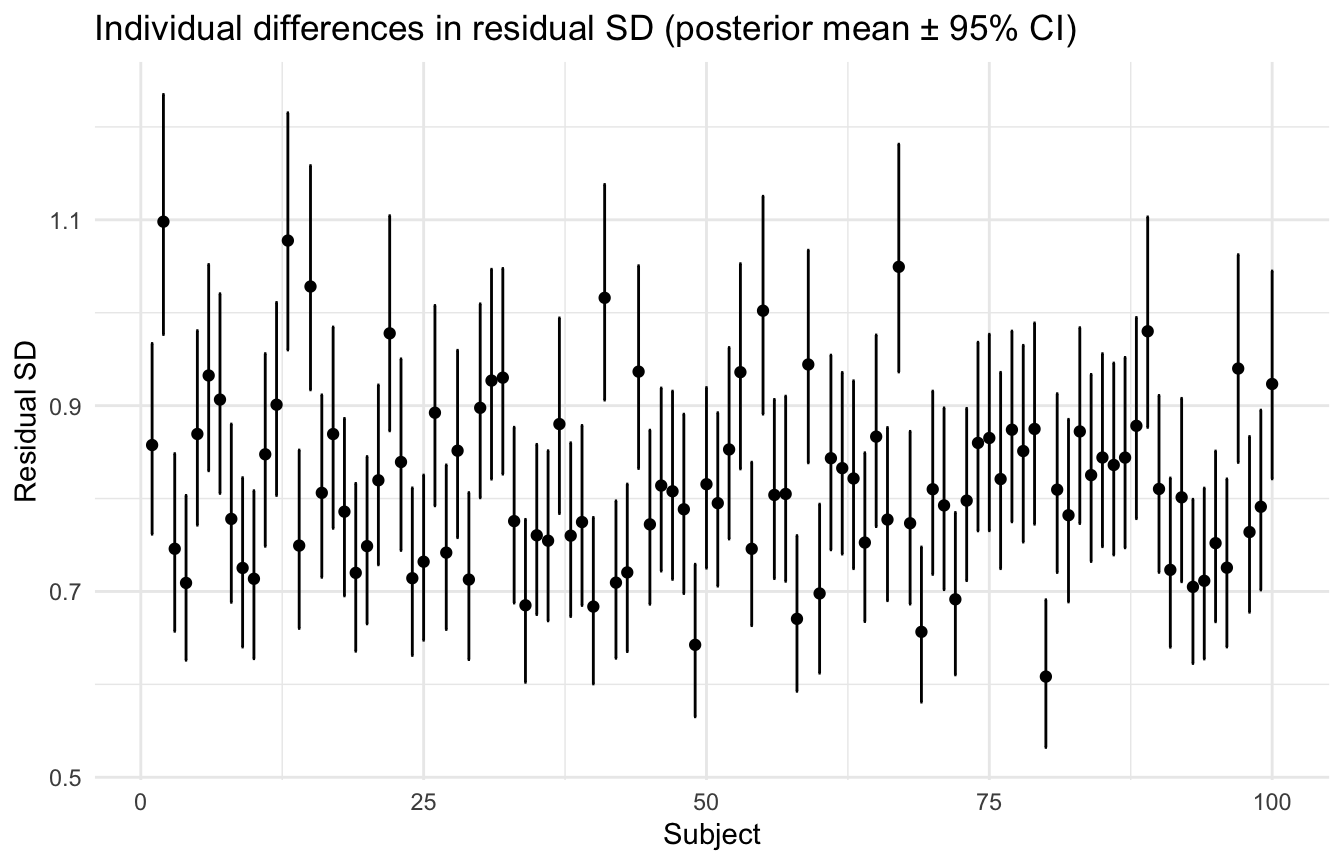 Individual differences in residual SD (posterior mean ± 95% CI)
Residual SD
1.1
0.9
0.7
0.5
0 25 50 75 100
Subject